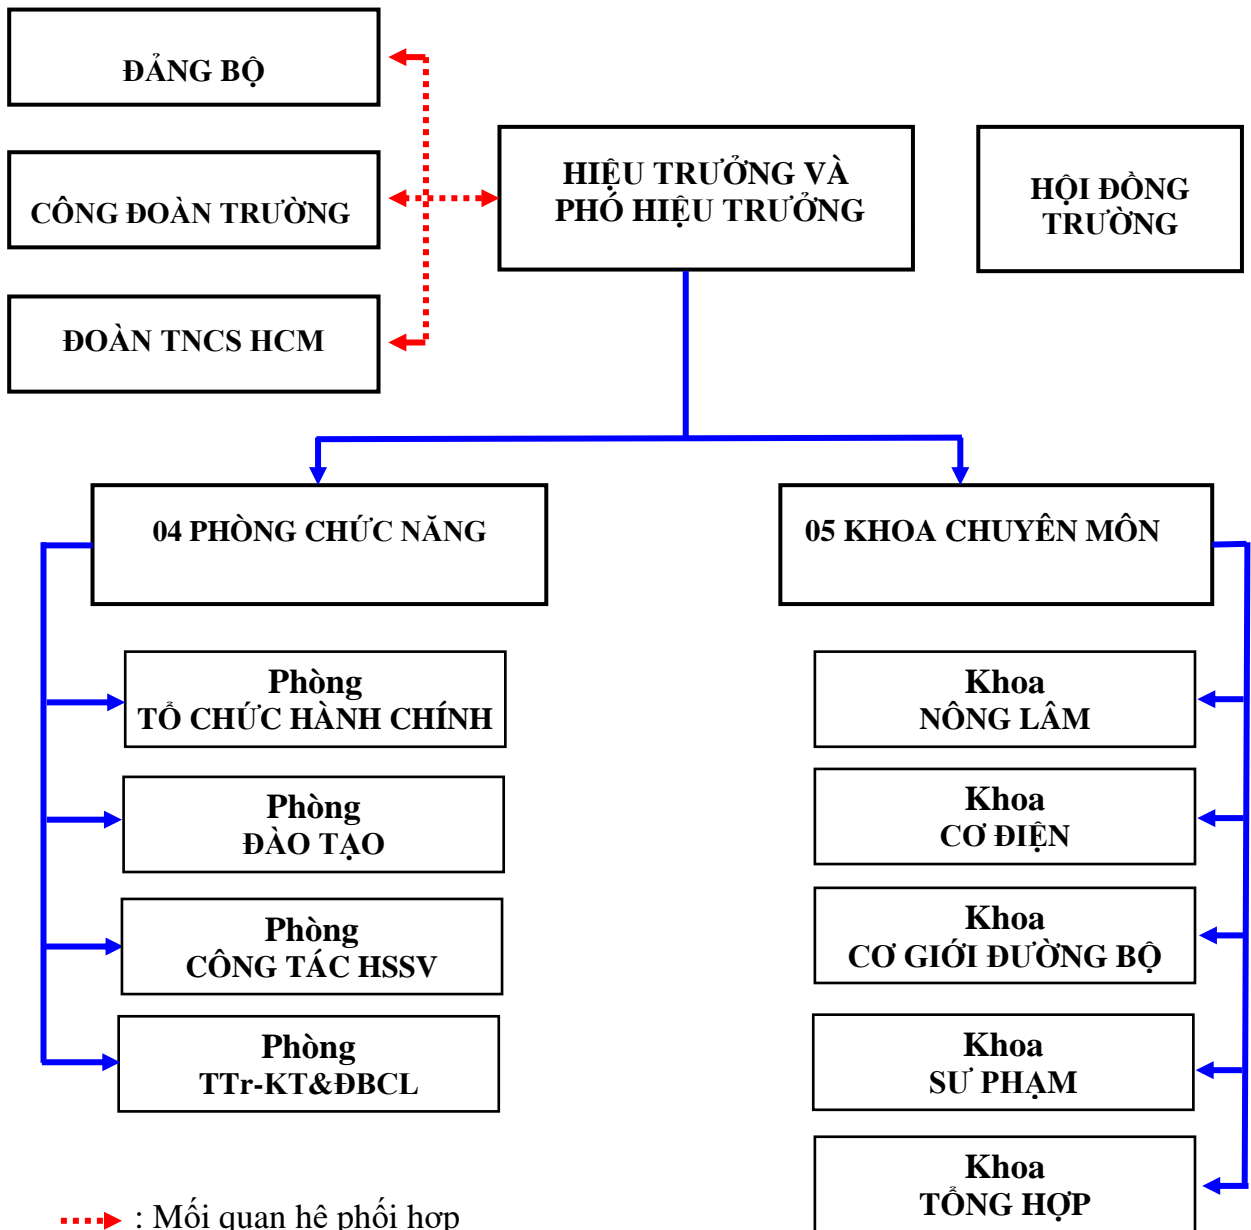 ĐẢNG BỘ
CÔNG ĐOÀN TRƯỜNG
ĐOÀN TNCS HCM
HIỆU TRƯỞNG VÀ
PHÓ HIỆU TRƯỞNG
HỘI ĐỒNG
TRƯỜNG
04 PHÒNG CHỨC NĂNG
05 KHOA CHUYÊN MÔN
Phòng
TỔ CHỨC HÀNH CHÍNH
Phòng
ĐÀO TẠO
Phòng
CÔNG TÁC HSSV
Phòng
TTr-KT&ĐBCL
Khoa
NÔNG LÂM
Khoa
CƠ ĐIỆN
Khoa
CƠ GIỚI ĐƯỜNG BỘ
Khoa
SƯ PHẠM
Khoa
TỔNG HỢP
: Mối quan hệ phối hợp